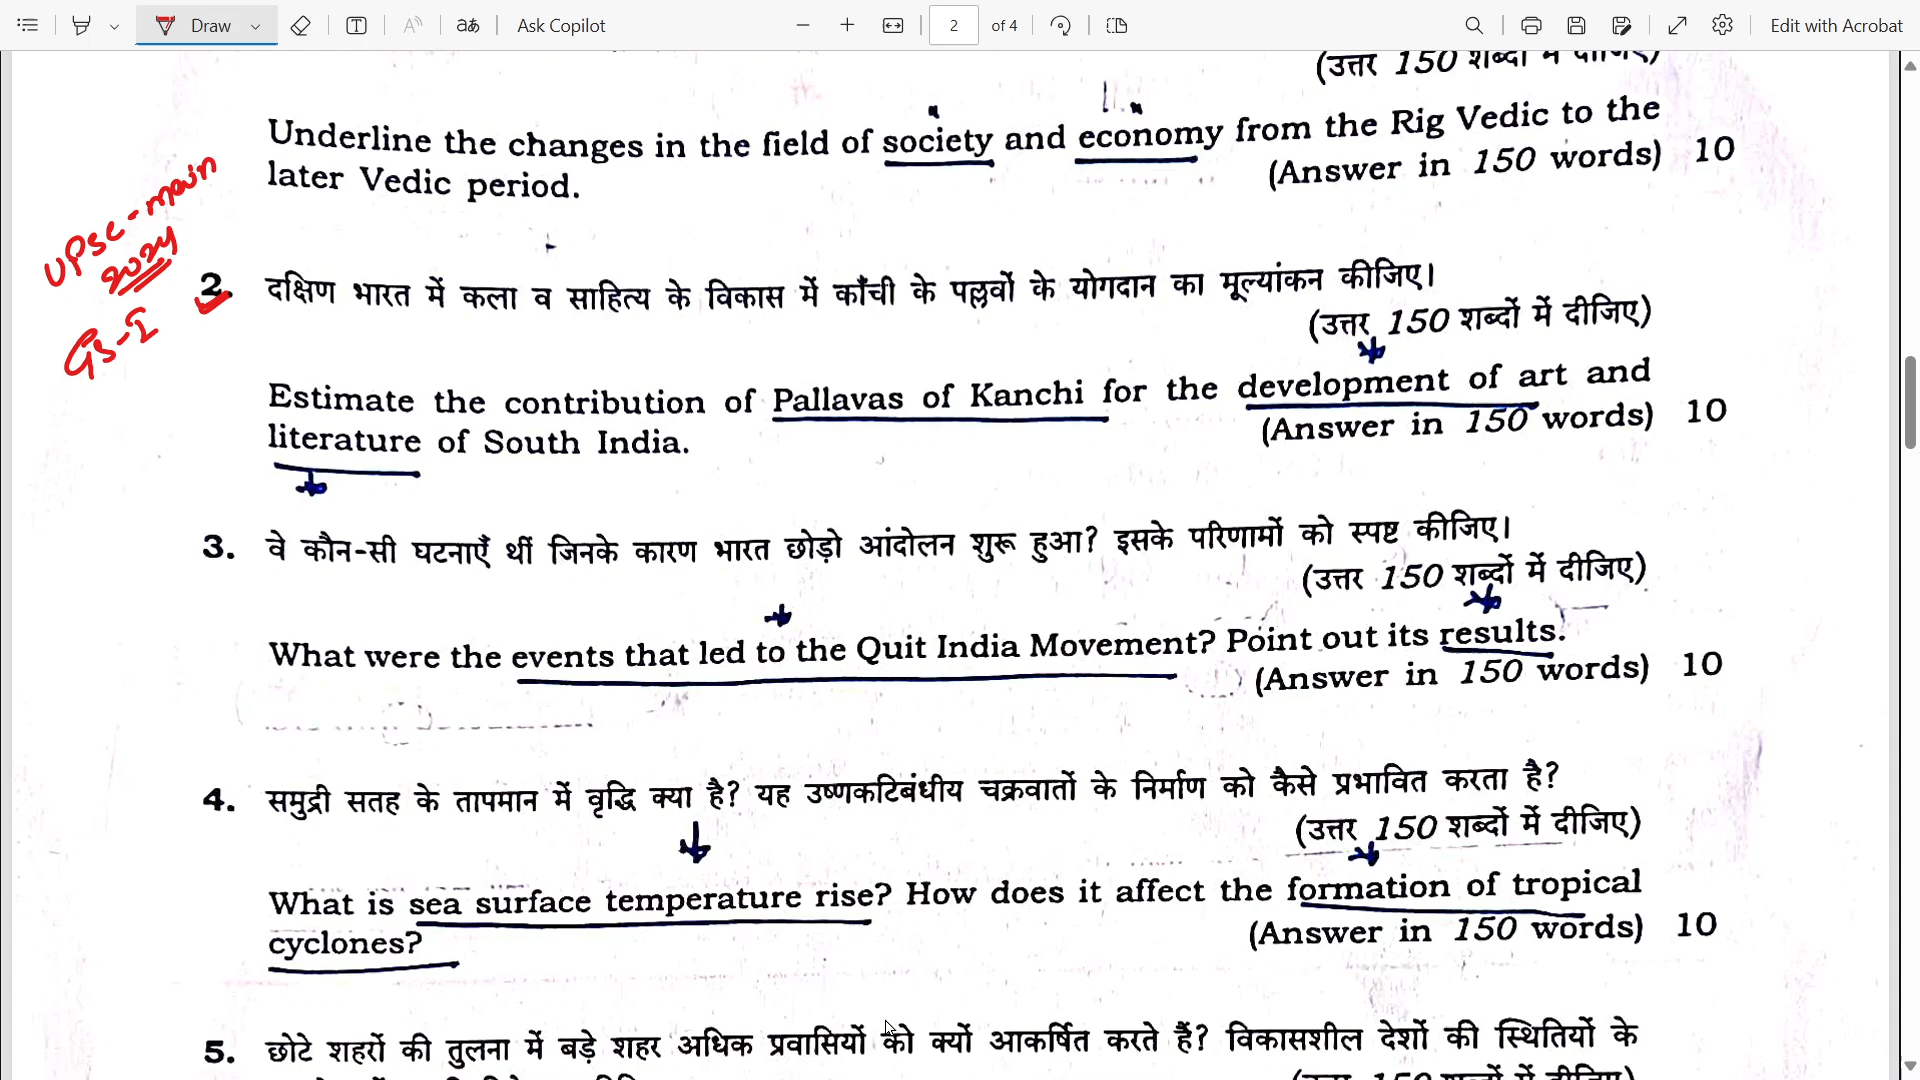 Draw
Ask Copilot
2 of 4
Edit with Acrobat
(उत्तर 150 शब्दों में दीजिए)
Underline the changes in the field of society and economy from the Rig Vedic to the
later Vedic period.
(Answer in 150 words) 10
UPSC - main
2024
GS-I
2. दक्षिण भारत में कला व साहित्य के विकास में काँची के पल्लवों के योगदान का मूल्यांकन कीजिए।
(उत्तर 150 शब्दों में दीजिए)
Estimate the contribution of Pallavas of Kanchi for the development of art and
literature of South India.
(Answer in 150 words) 10
3. वे कौन-सी घटनाएँ थीं जिनके कारण भारत छोड़ो आंदोलन शुरू हुआ? इसके परिणामों को स्पष्ट कीजिए।
(उत्तर 150 शब्दों में दीजिए)
What were the events that led to the Quit India Movement? Point out its results.
(Answer in 150 words) 10
4. समुद्री सतह के तापमान में वृद्धि क्या है? यह उष्णकटिबंधीय चक्रवातों के निर्माण को कैसे प्रभावित करता है?
(उत्तर 150 शब्दों में दीजिए)
What is sea surface temperature rise? How does it affect the formation of tropical
cyclones?
(Answer in 150 words) 10
5. छोटे शहरों की तुलना में बड़े शहर अधिक प्रवासियों को क्यों आकर्षित करते हैं? विकासशील देशों की स्थितियों के